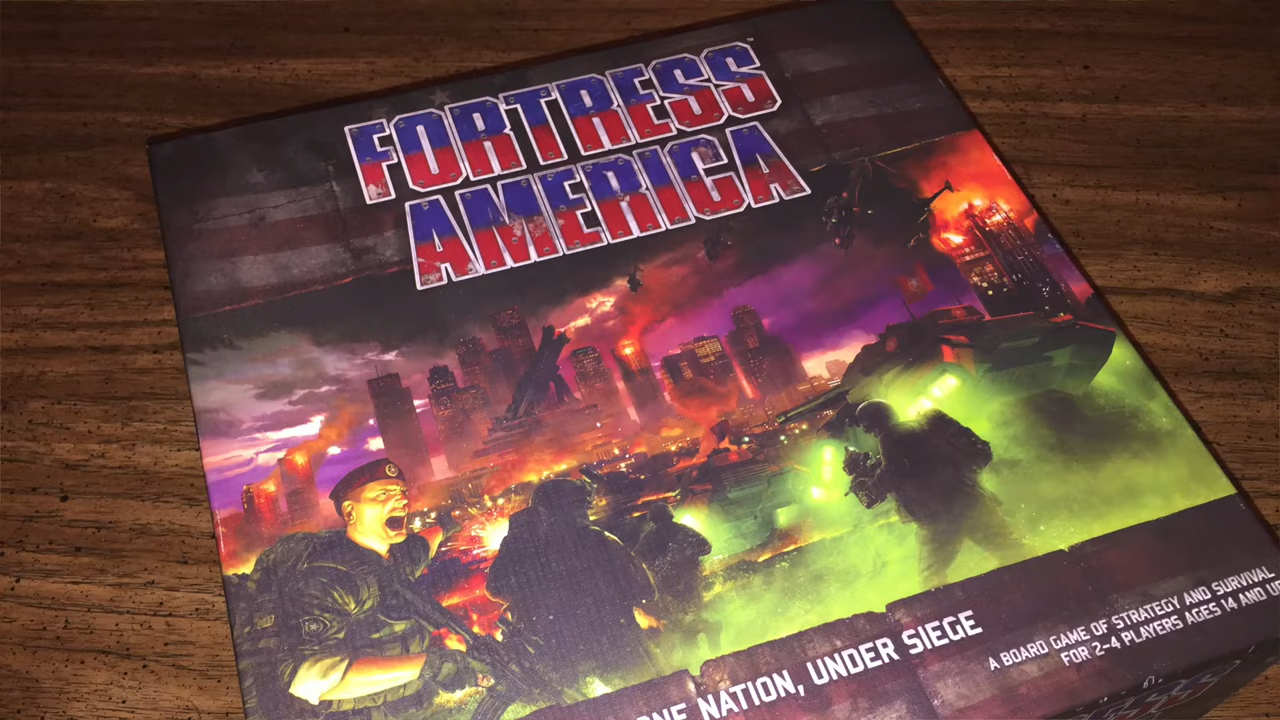 FORTRESS
AMERICA
ONE NATION, UNDER SIEGE
A BOARD GAME OF STRATEGY AND SURVIVAL
FOR 2-4 PLAYERS AGES 14 AND UP